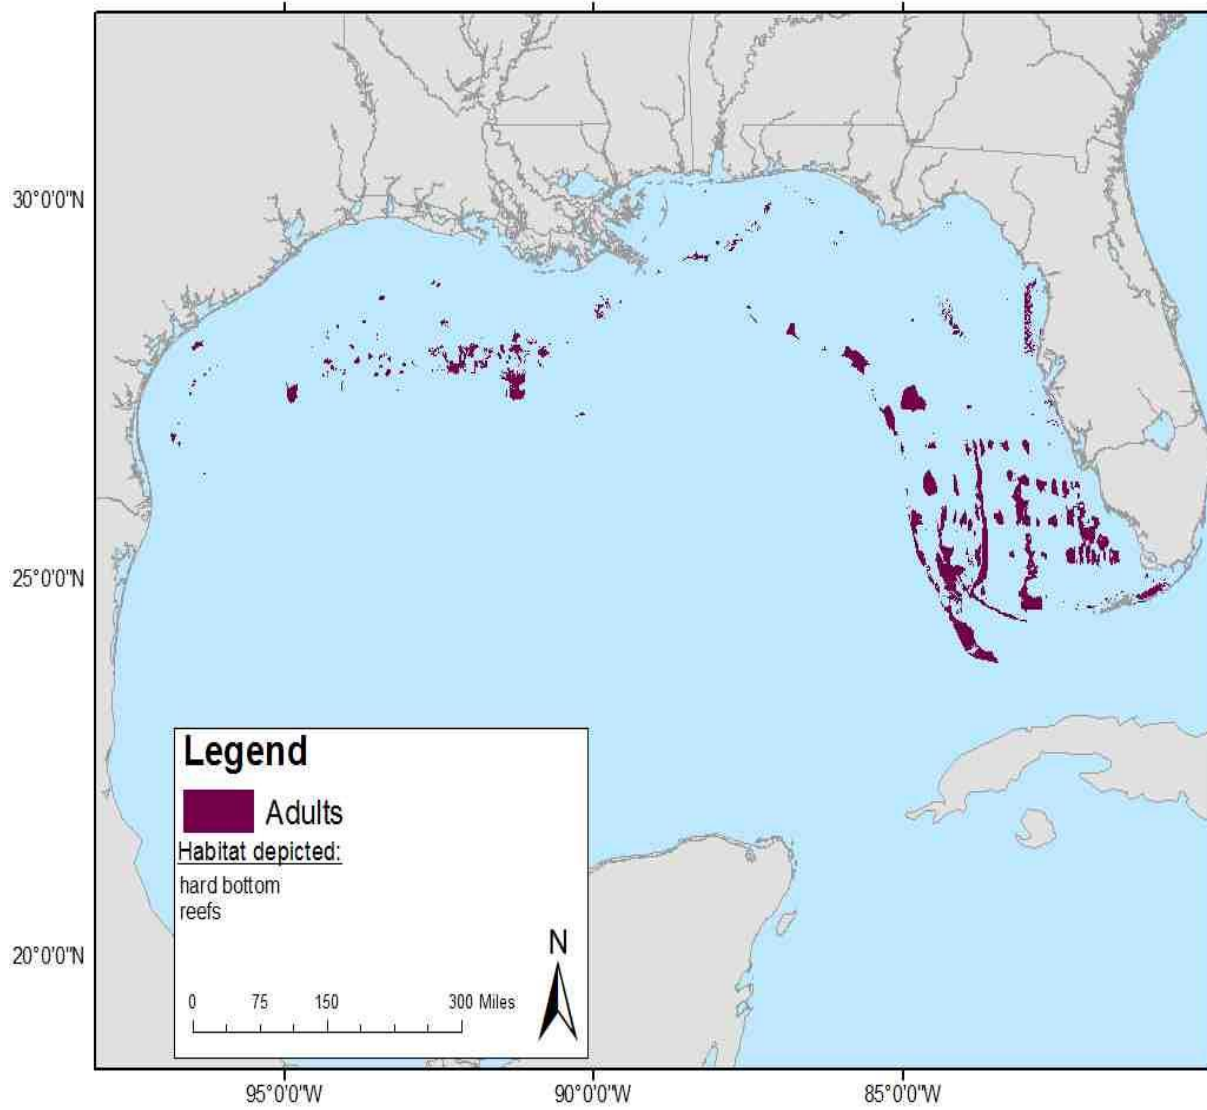 30°0'0"N
25°0'0"N
20°0'0"N
Legend
Adults
Habitat depicted:
hard bottom
reefs
N
0 75 150 300 Miles
95°0'0"W 90°0'0"W 85°0'0"W